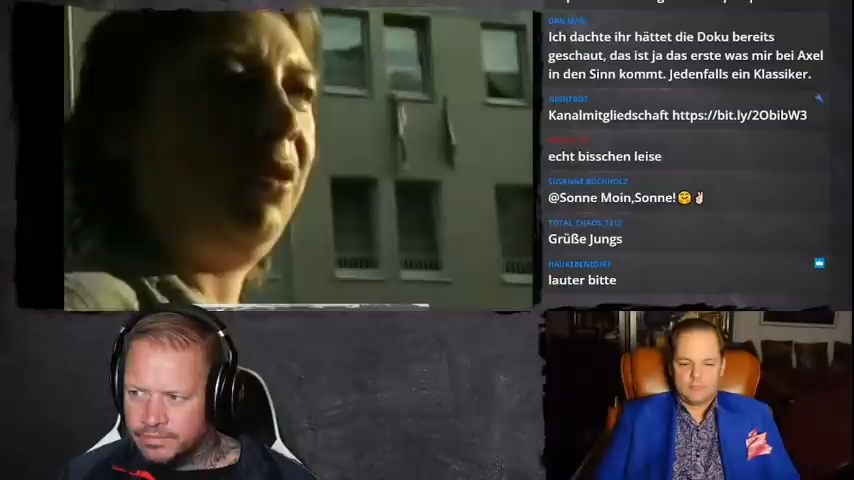 DAN MAN
Ich dachte ihr hättet die Doku bereits
geschaut, das ist ja das erste was mir bei Axel
in den Sinn kommt. Jedenfalls ein Klassiker.
Kanalmitgliedschaft https://bit.ly/2ObibW3
echt bisschen leise
SUSANNE BUCHHOLZ
@Sonne Moin,Sonne!🤗✌🏻
TOTAL_CHAOS_1312
Grüße Jungs
HAUKEBENEDIKT
lauter bitte